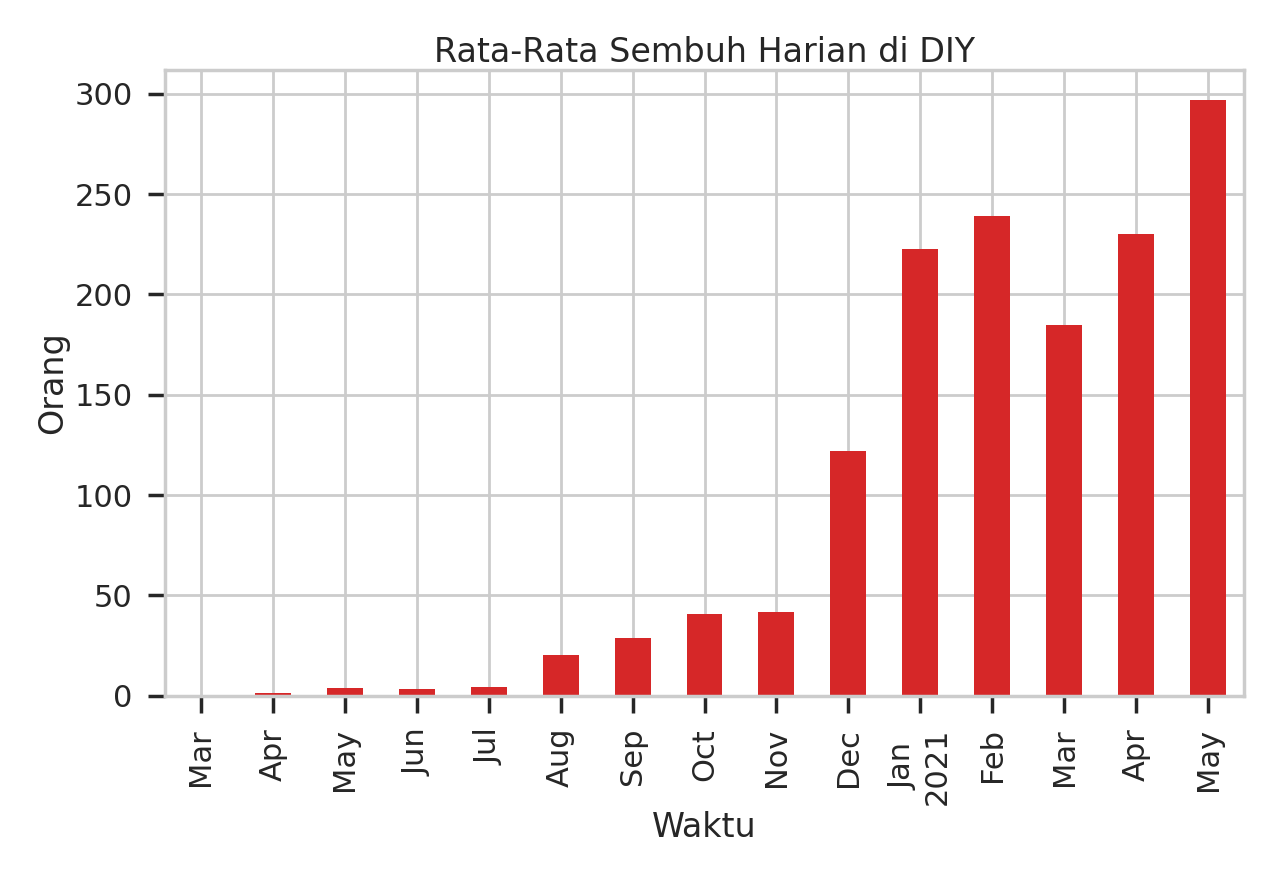 Rata-Rata Sembuh Harian di DIY
300
250
200
150
100
50
0
Orang
Mar
Apr
May
Jun
Jul
Aug
Sep
Oct
Nov
Dec
Jan
2021
Feb
Mar
Apr
May
Waktu